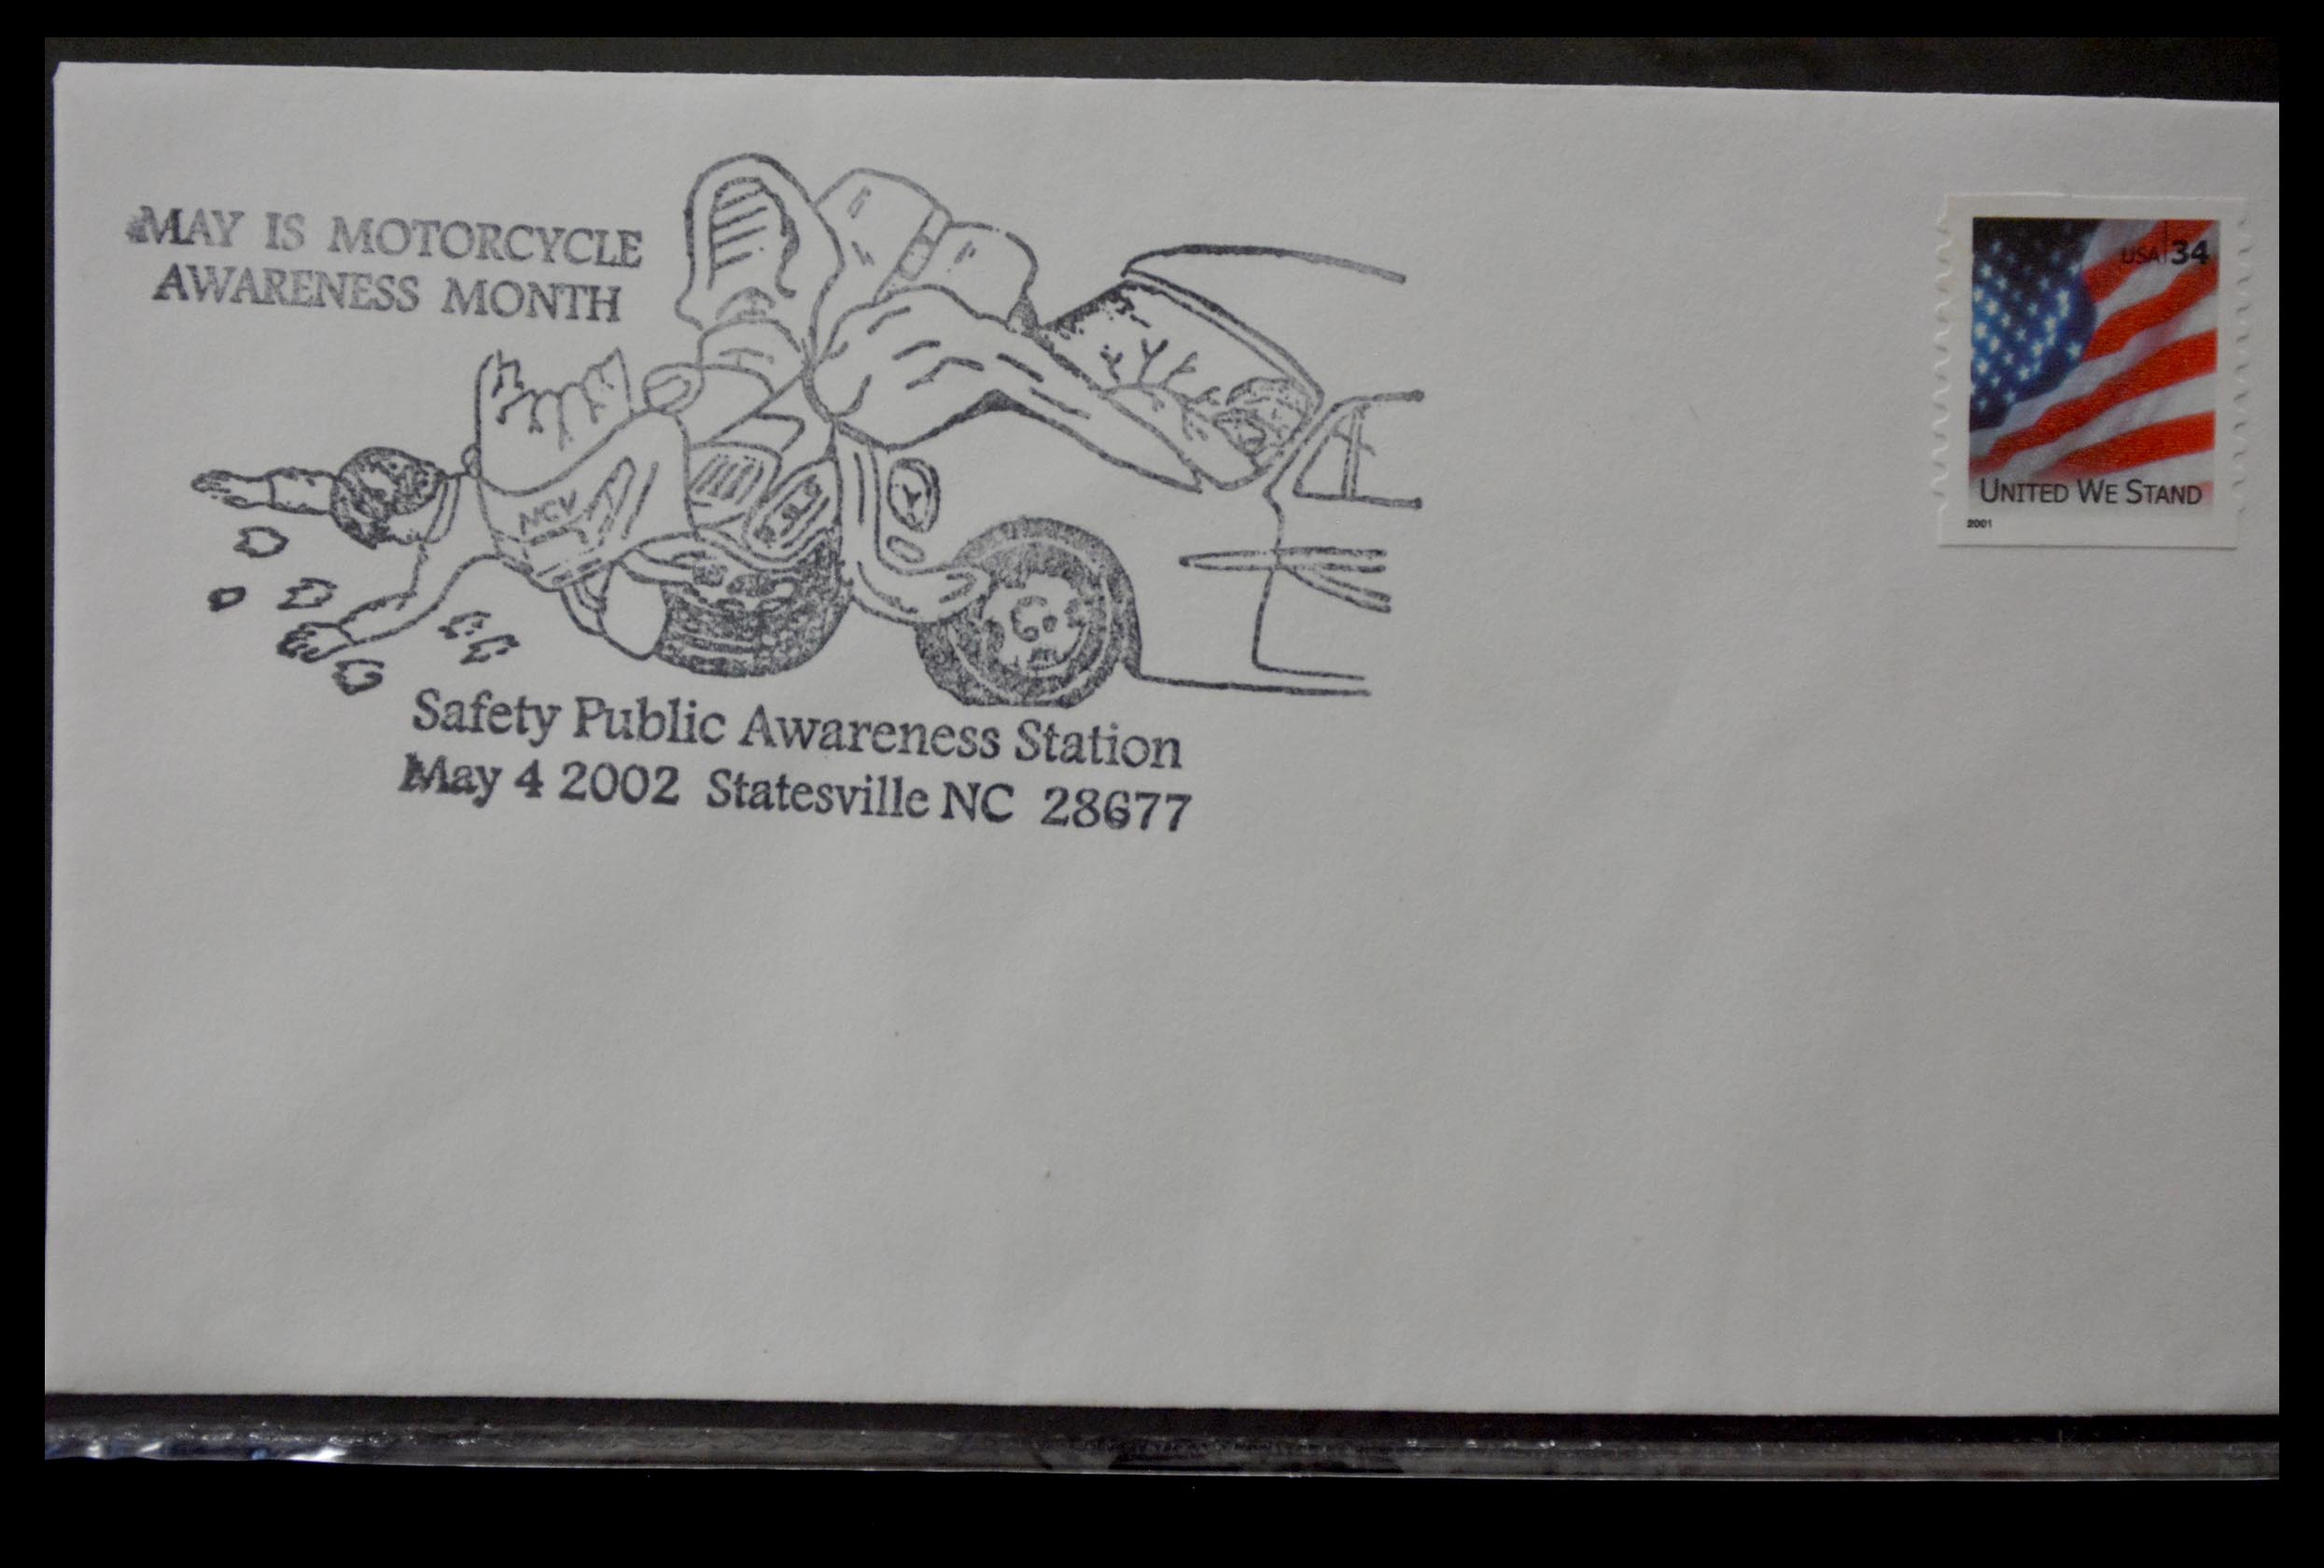 MAY IS MOTORCYCLE
AWARENESS MONTH
USA 34
UNITED WE STAND
2001
Safety Public Awareness Station
May 4 2002 Statesville NC 28677